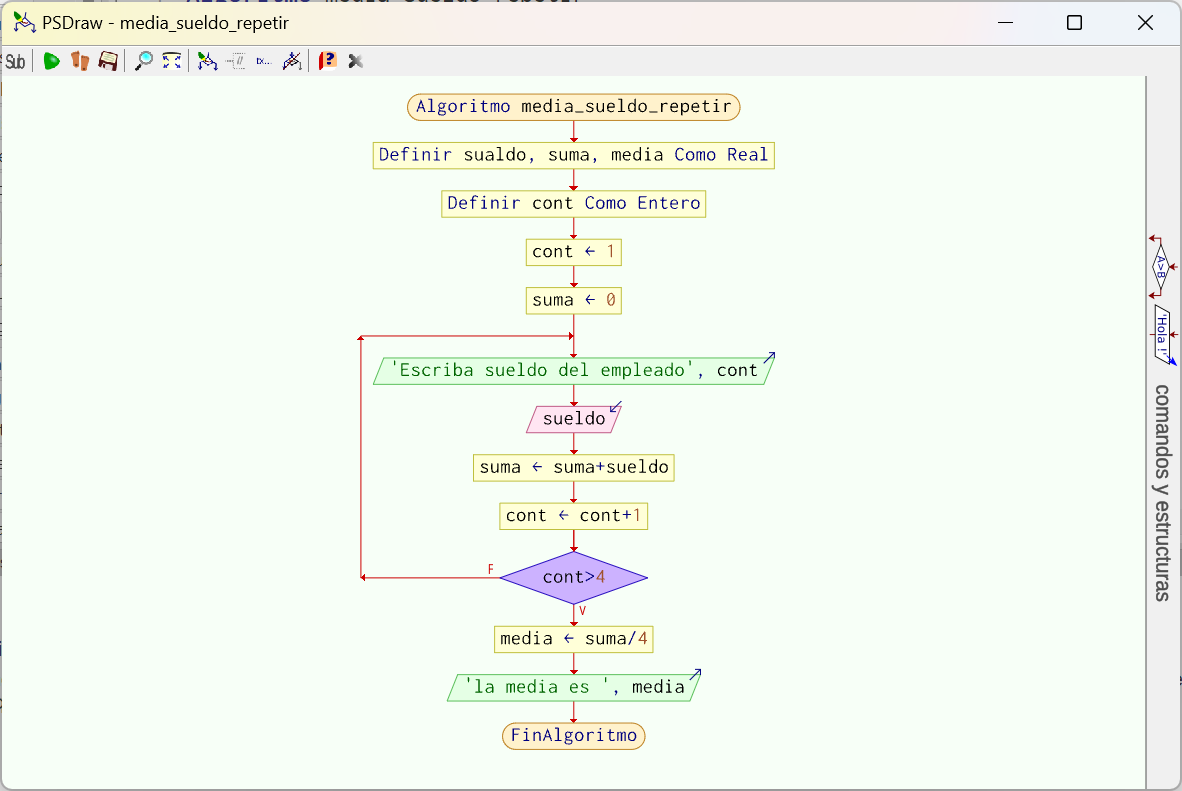 PSDraw - media_sueldo_repetir
Sub
tx...
Algoritmo media_sueldo_repetir
Definir sualdo, suma, media Como Real
Definir cont Como Entero
cont ← 1
suma ← 0
'Escriba sueldo del empleado', cont
sueldo
suma ← suma+sueldo
cont ← cont+1
F
cont>4
V
media ← suma/4
'la media es ', media
FinAlgoritmo
A>B
'Hola !'
comandos y estructuras